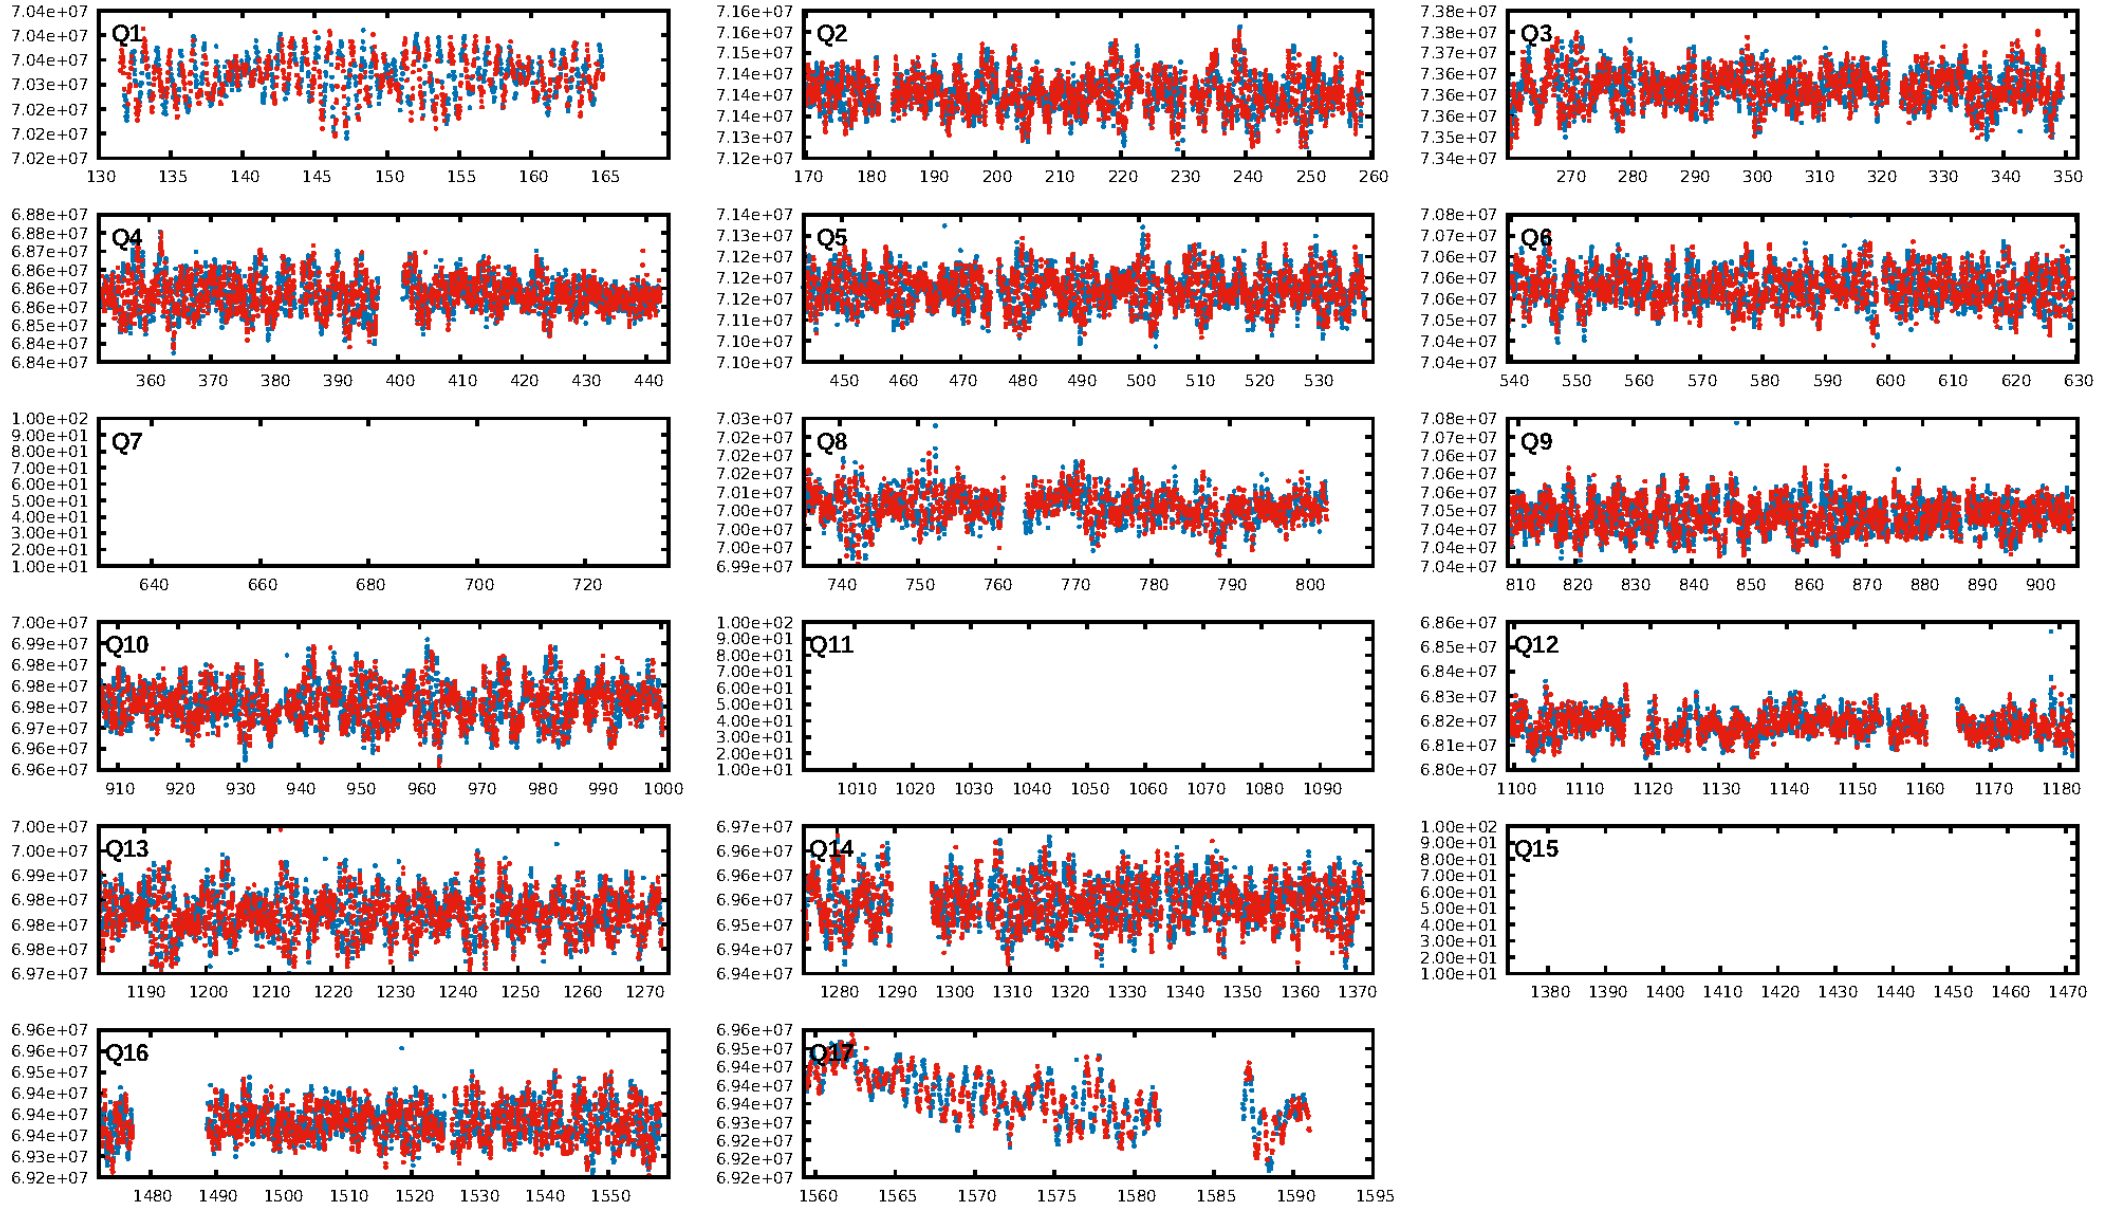 Q1
7.04e+07
7.04e+07
7.04e+07
7.03e+07
7.02e+07
7.02e+07
7.02e+07
130 135 140 145 150 155 160 165
Q2
7.16e+07
7.16e+07
7.15e+07
7.14e+07
7.14e+07
7.14e+07
7.13e+07
7.12e+07
170 180 190 200 210 220 230 240 250 260
Q3
7.38e+07
7.38e+07
7.37e+07
7.36e+07
7.36e+07
7.36e+07
7.35e+07
7.34e+07
270 280 290 300 310 320 330 340 350
Q4
6.88e+07
6.88e+07
6.87e+07
6.86e+07
6.86e+07
6.86e+07
6.85e+07
6.84e+07
6.84e+07
360 370 380 390 400 410 420 430 440
Q5
7.14e+07
7.13e+07
7.12e+07
7.12e+07
7.12e+07
7.11e+07
7.10e+07
7.10e+07
450 460 470 480 490 500 510 520 530
Q6
7.08e+07
7.07e+07
7.06e+07
7.06e+07
7.06e+07
7.05e+07
7.04e+07
7.04e+07
540 550 560 570 580 590 600 610 620 630
Q7
1.00e+02
9.00e+01
8.00e+01
7.00e+01
6.00e+01
5.00e+01
4.00e+01
3.00e+01
2.00e+01
1.00e+01
640 660 680 700 720
Q8
7.03e+07
7.02e+07
7.02e+07
7.01e+07
7.01e+07
7.00e+07
7.00e+07
7.00e+07
6.99e+07
740 750 760 770 780 790 800
Q9
7.08e+07
7.07e+07
7.06e+07
7.06e+07
7.05e+07
7.04e+07
7.04e+07
7.04e+07
810 820 830 840 850 860 870 880 890 900
Q10
7.00e+07
6.99e+07
6.98e+07
6.98e+07
6.98e+07
6.97e+07
6.96e+07
6.96e+07
910 920 930 940 950 960 970 980 990 1000
Q11
1.00e+02
9.00e+01
8.00e+01
7.00e+01
6.00e+01
5.00e+01
4.00e+01
3.00e+01
2.00e+01
1.00e+01
1010 1020 1030 1040 1050 1060 1070 1080 1090
Q12
6.86e+07
6.85e+07
6.84e+07
6.83e+07
6.82e+07
6.81e+07
6.80e+07
1100 1110 1120 1130 1140 1150 1160 1170 1180
Q13
7.00e+07
7.00e+07
6.99e+07
6.98e+07
6.98e+07
6.98e+07
6.97e+07
1190 1200 1210 1220 1230 1240 1250 1260 1270
Q14
6.97e+07
6.96e+07
6.96e+07
6.96e+07
6.95e+07
6.94e+07
6.94e+07
1280 1290 1300 1310 1320 1330 1340 1350 1360 1370
Q15
1.00e+02
9.00e+01
8.00e+01
7.00e+01
6.00e+01
5.00e+01
4.00e+01
3.00e+01
2.00e+01
1.00e+01
1380 1390 1400 1410 1420 1430 1440 1450 1460 1470
Q16
6.96e+07
6.96e+07
6.95e+07
6.94e+07
6.94e+07
6.94e+07
6.93e+07
6.92e+07
1480 1490 1500 1510 1520 1530 1540 1550
Q17
6.96e+07
6.95e+07
6.94e+07
6.94e+07
6.94e+07
6.93e+07
6.92e+07
6.92e+07
6.92e+07
1560 1565 1570 1575 1580 1585 1590 1595